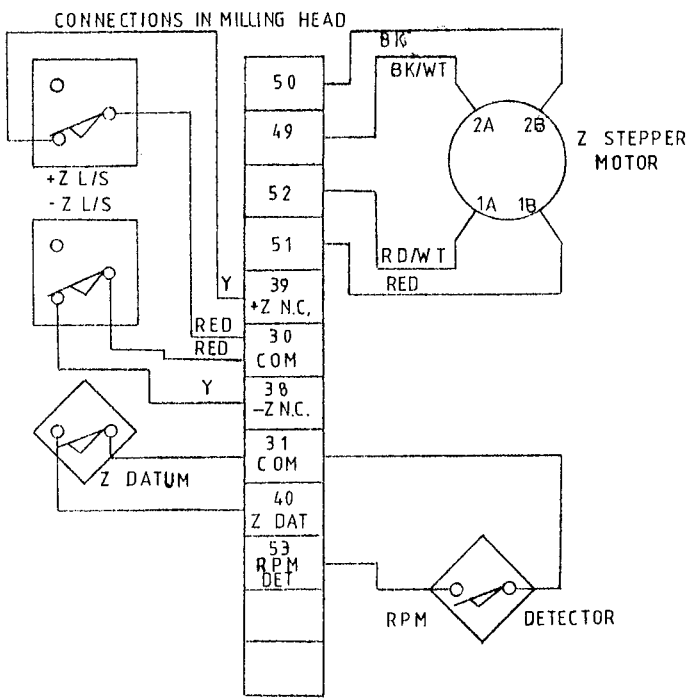 CONNECTIONS IN MILLING HEAD
BK
BK/WT
50
49
52
51
39
+Z N.C.
30
COM
38
-Z N.C.
31
COM
40
Z DAT
53
RPM
DET
2A 2B
1A 1B
Z STEPPER
MOTOR
RD/WT
RED
+Z L/S
-Z L/S
Y
RED
RED
Y
Z DATUM
RPM DETECTOR